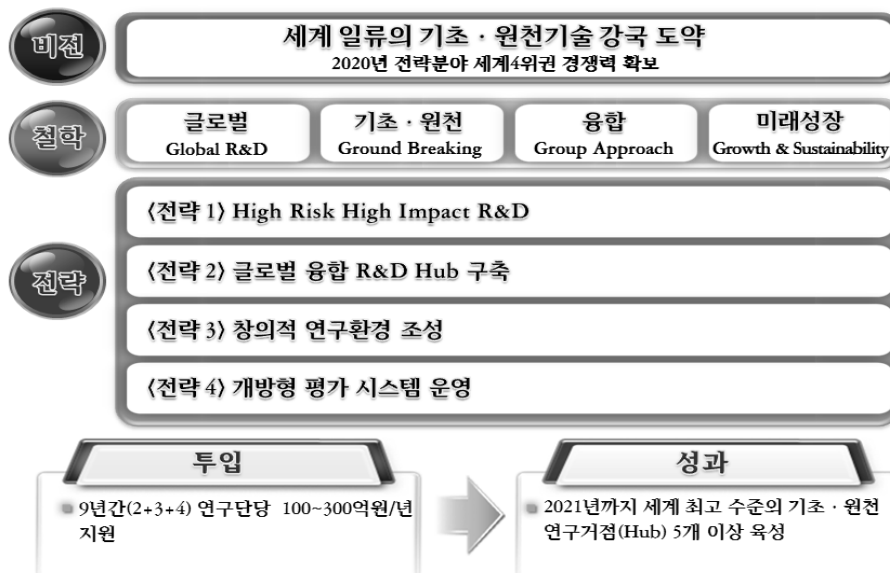 비전
세계 일류의 기초 · 원천기술 강국 도약
2020년 전략분야 세계4위권 경쟁력 확보
철학
글로벌
Global R&D
기초 · 원천
Ground Breaking
융합
Group Approach
미래성장
Growth & Sustainability
전략
〈전략 1〉 High Risk High Impact R&D
〈전략 2〉 글로벌 융합 R&D Hub 구축
〈전략 3〉 창의적 연구환경 조성
〈전략 4〉 개방형 평가 시스템 운영
투입
9년간(2+3+4) 연구단당 100~300억원/년
지원
성과
2021년까지 세계 최고 수준의 기초 · 원천
연구거점(Hub) 5개 이상 육성